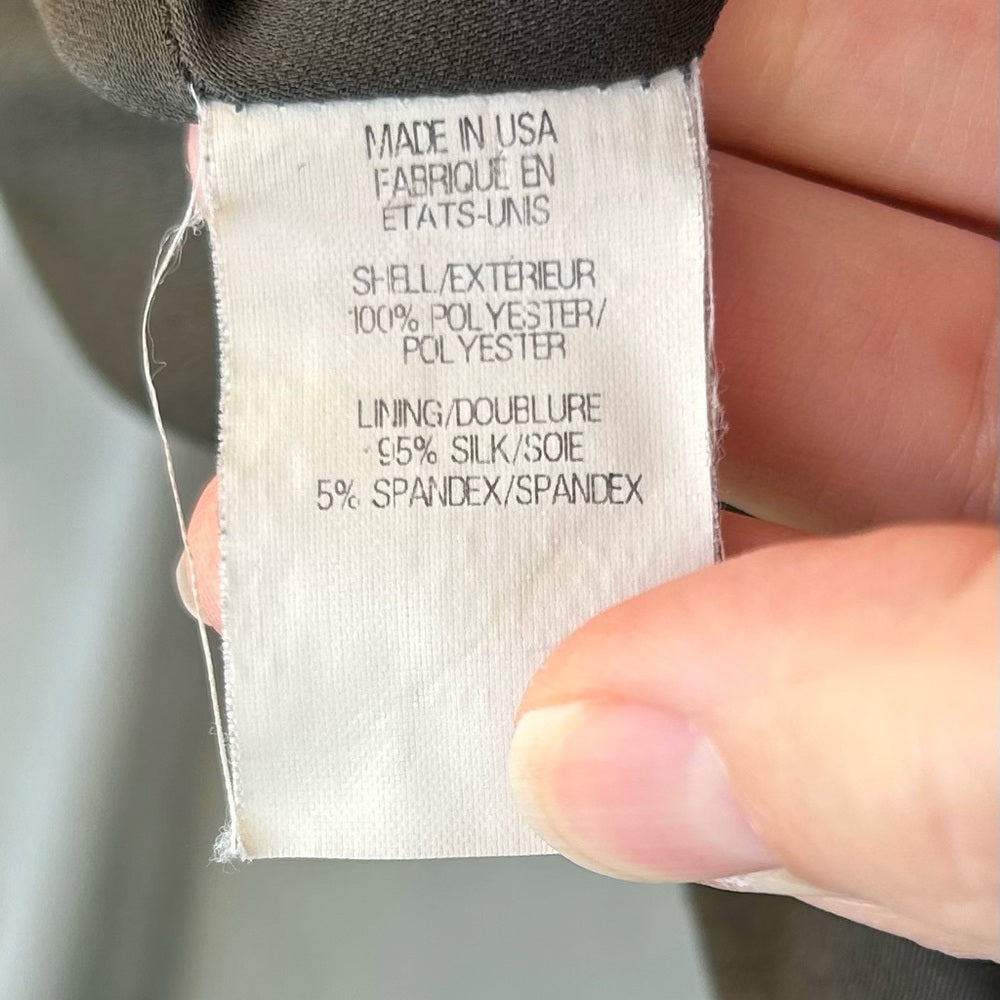 MADE IN USA
FABRIQUÉ EN
ÉTATS-UNIS
SHELL/EXTÉRIEUR
100% POLYESTER/
POLYESTER
LINING/DOUBLURE
95% SILK/SOIE
5% SPANDEX/SPANDEX